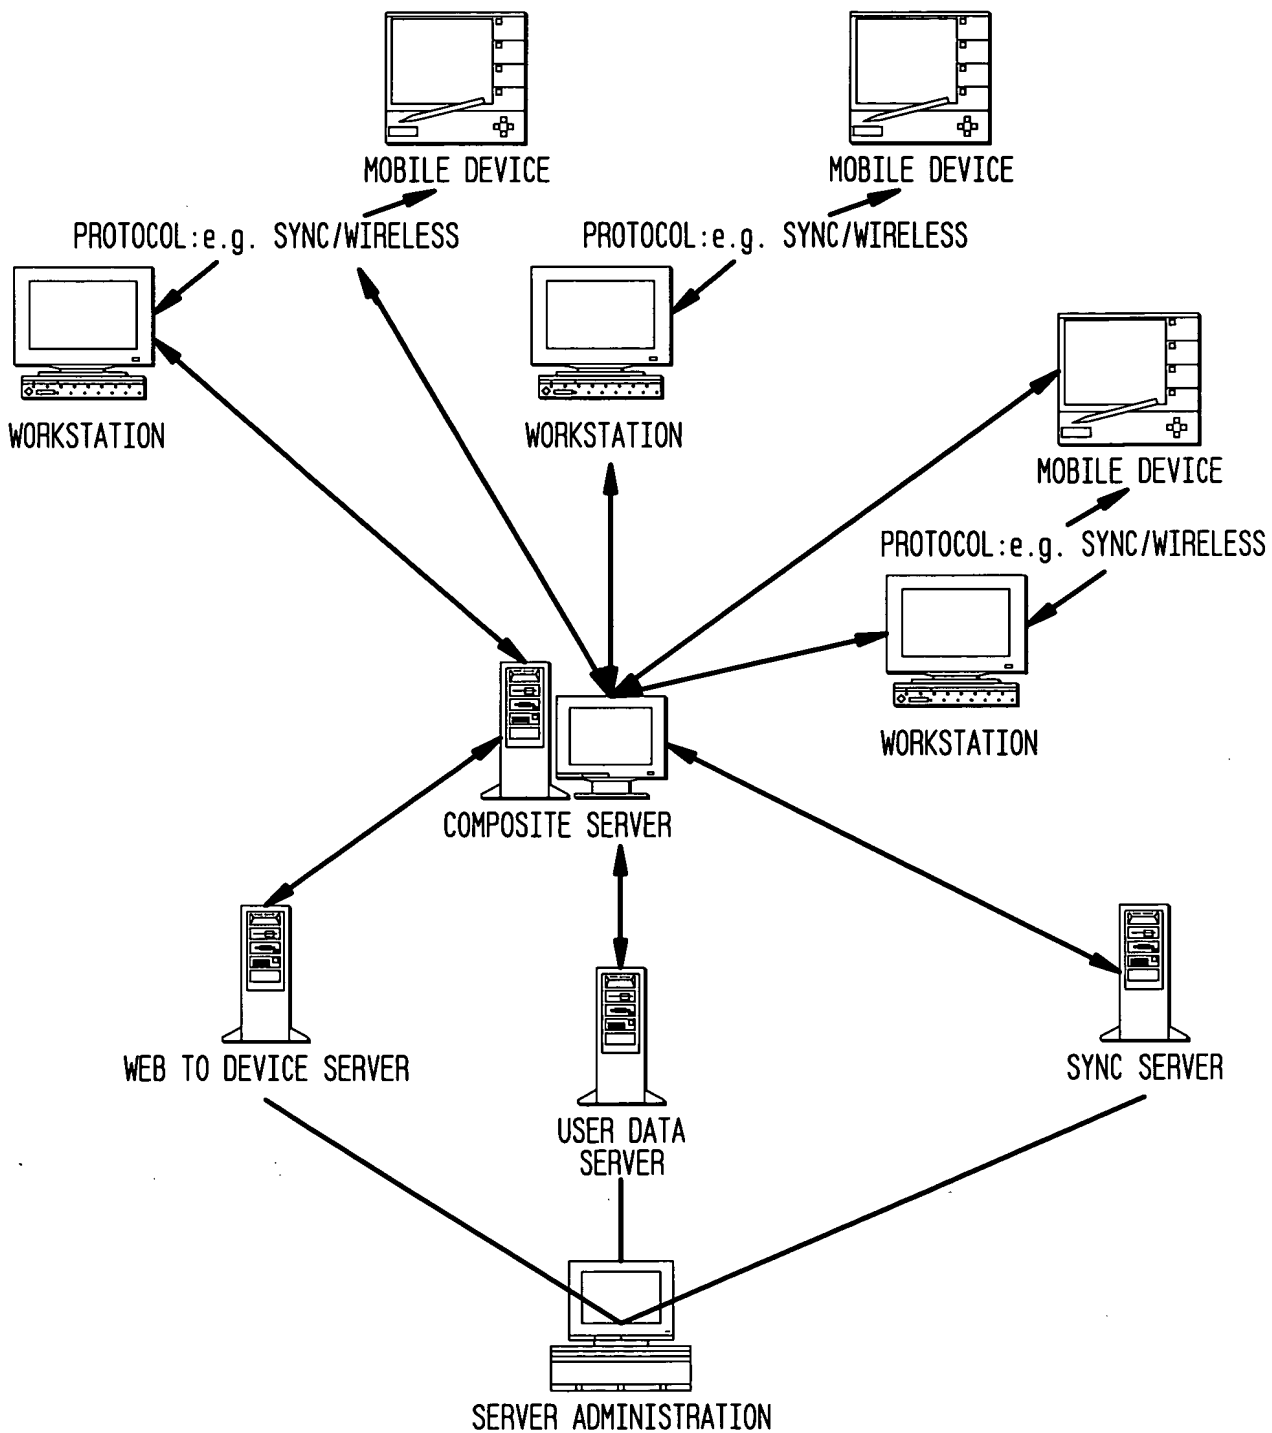 MOBILE DEVICE
MOBILE DEVICE
PROTOCOL:e.g. SYNC/WIRELESS
PROTOCOL:e.g. SYNC/WIRELESS
WORKSTATION
WORKSTATION
MOBILE DEVICE
PROTOCOL:e.g. SYNC/WIRELESS
WORKSTATION
COMPOSITE SERVER
WEB TO DEVICE SERVER
SYNC SERVER
USER DATA
SERVER
SERVER ADMINISTRATION